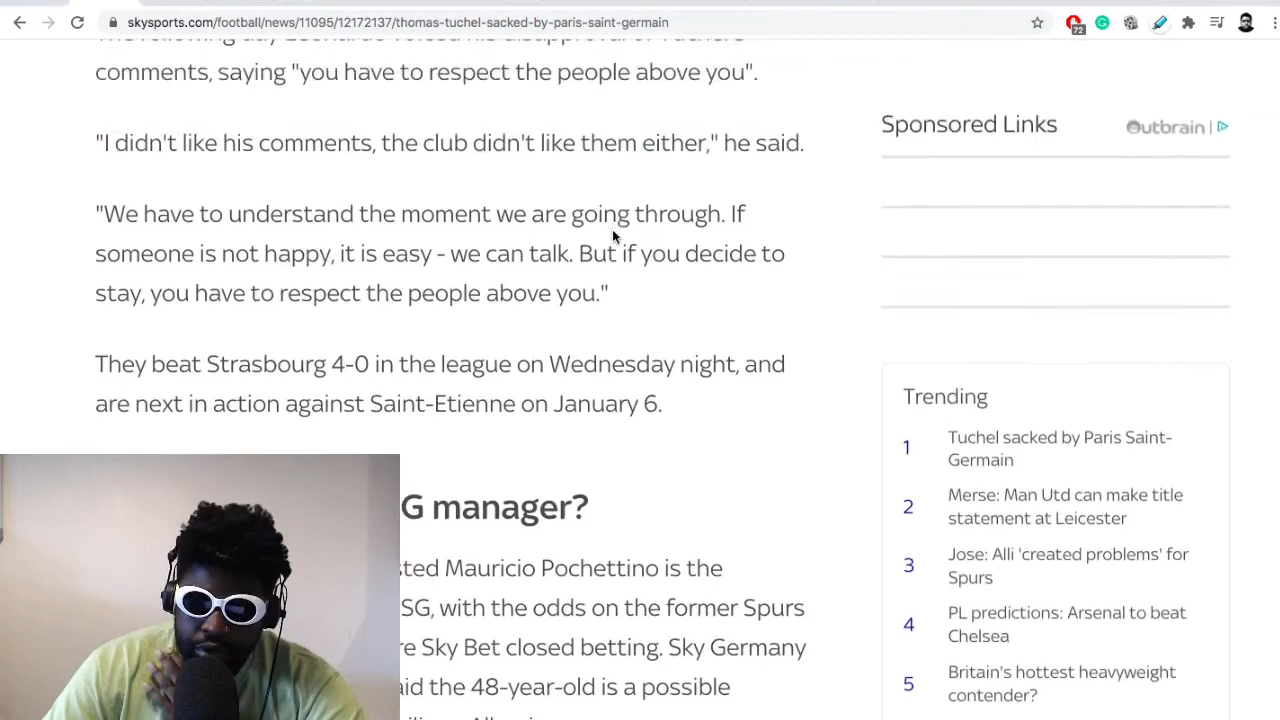 skysports.com/football/news/11095/12172137/thomas-tuchel-sacked-by-paris-saint-germain
72
comments, saying "you have to respect the people above you".
"I didn't like his comments, the club didn't like them either," he said.
"We have to understand the moment we are going through. If
someone is not happy, it is easy - we can talk. But if you decide to
stay, you have to respect the people above you."
They beat Strasbourg 4-0 in the league on Wednesday night, and
are next in action against Saint-Etienne on January 6.
G manager?
sted Mauricio Pochettino is the
SG, with the odds on the former Spurs
re Sky Bet closed betting. Sky Germany
aid the 48-year-old is a possible
Sponsored Links
Outbrain
Trending
1
Tuchel sacked by Paris Saint-
Germain
2
Merse: Man Utd can make title
statement at Leicester
3
Jose: Alli 'created problems' for
Spurs
4
PL predictions: Arsenal to beat
Chelsea
5
Britain's hottest heavyweight
contender?